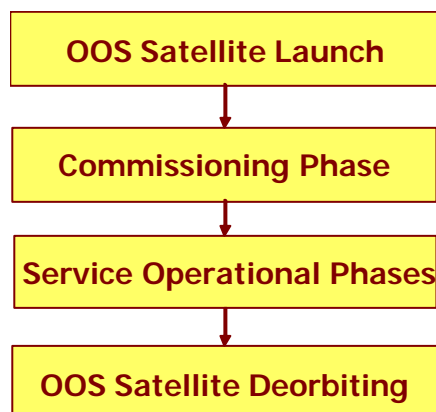 OOS Satellite Launch
Commissioning Phase
Service Operational Phases
OOS Satellite Deorbiting